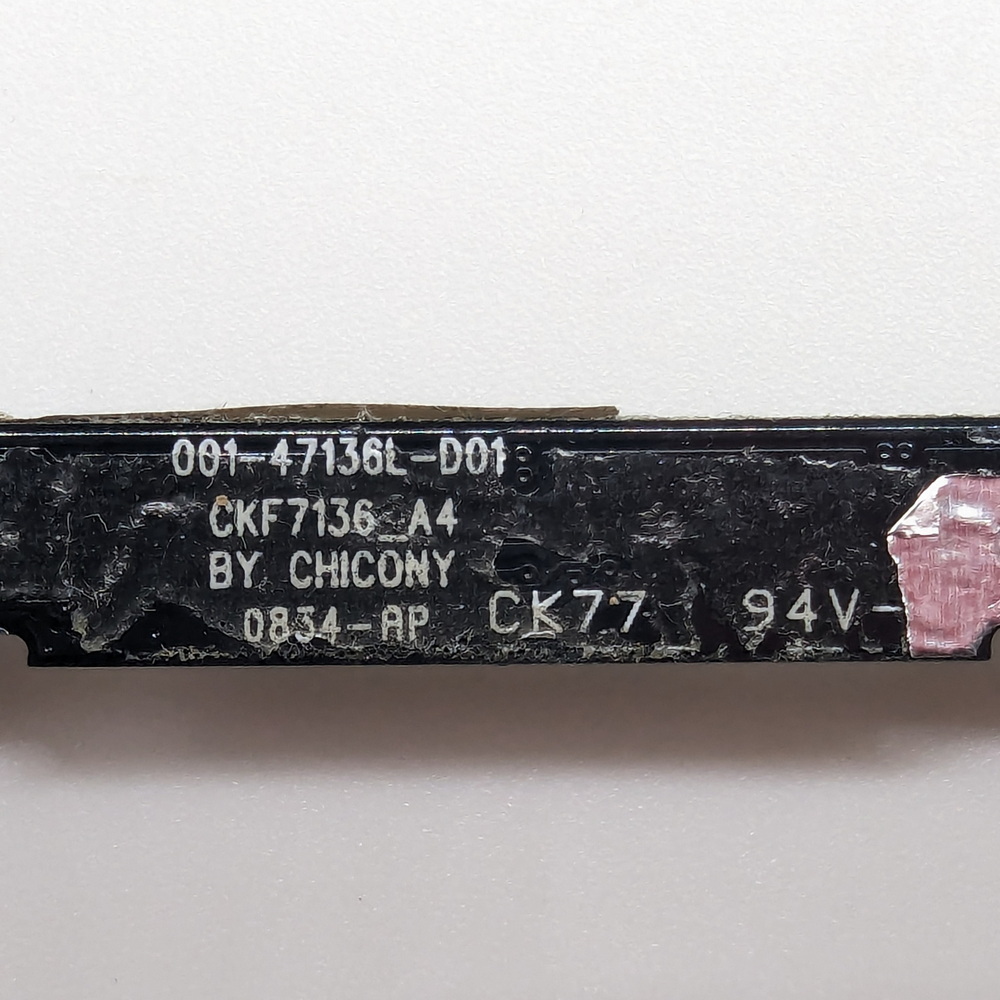 001-47136L-D01
CKF7136_A4
BY CHICONY
0834-AP
CK77 94V-